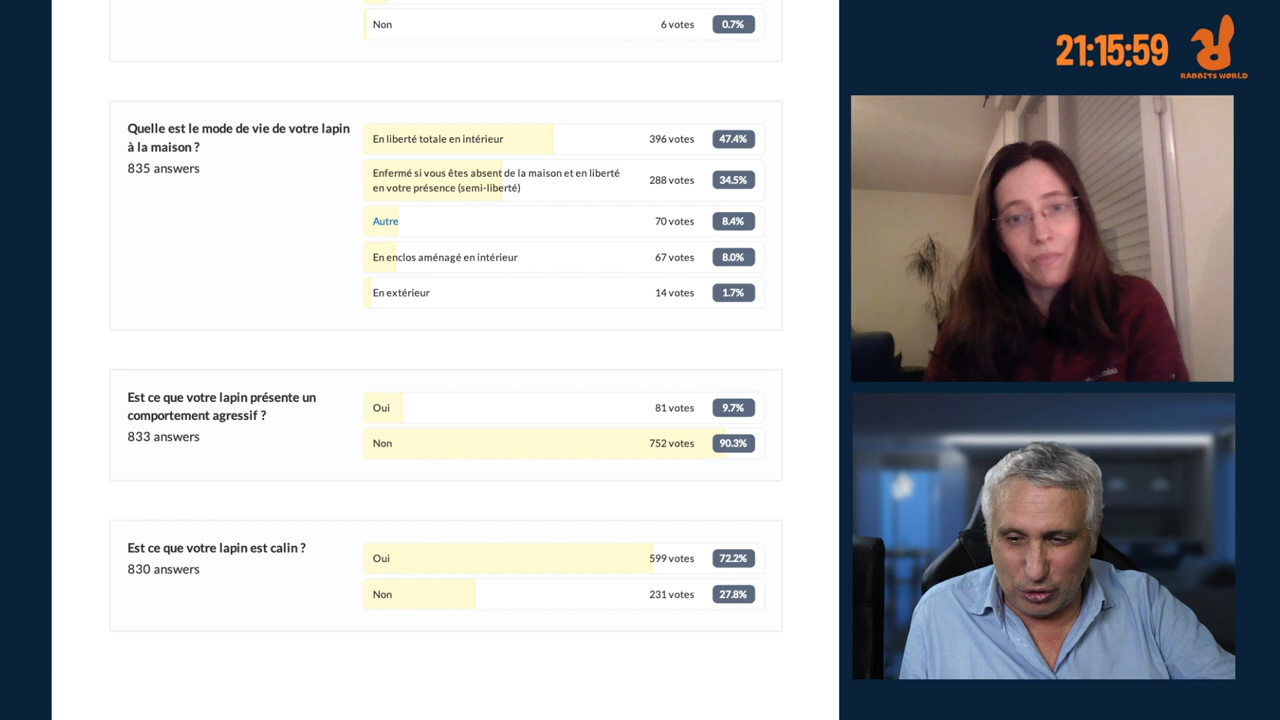 Non 6 votes 0.7%
Quelle est le mode de vie de votre lapin
à la maison ?
835 answers
En liberté totale en intérieur 396 votes 47.4%
Enfermé si vous êtes absent de la maison et en liberté
en votre présence (semi-liberté) 288 votes 34.5%
Autre 70 votes 8.4%
En enclos aménagé en intérieur 67 votes 8.0%
En extérieur 14 votes 1.7%
Est ce que votre lapin présente un
comportement agressif ?
833 answers
Oui 81 votes 9.7%
Non 752 votes 90.3%
Est ce que votre lapin est calin ?
830 answers
Oui 599 votes 72.2%
Non 231 votes 27.8%
21:15:59
RABBITS WORLD